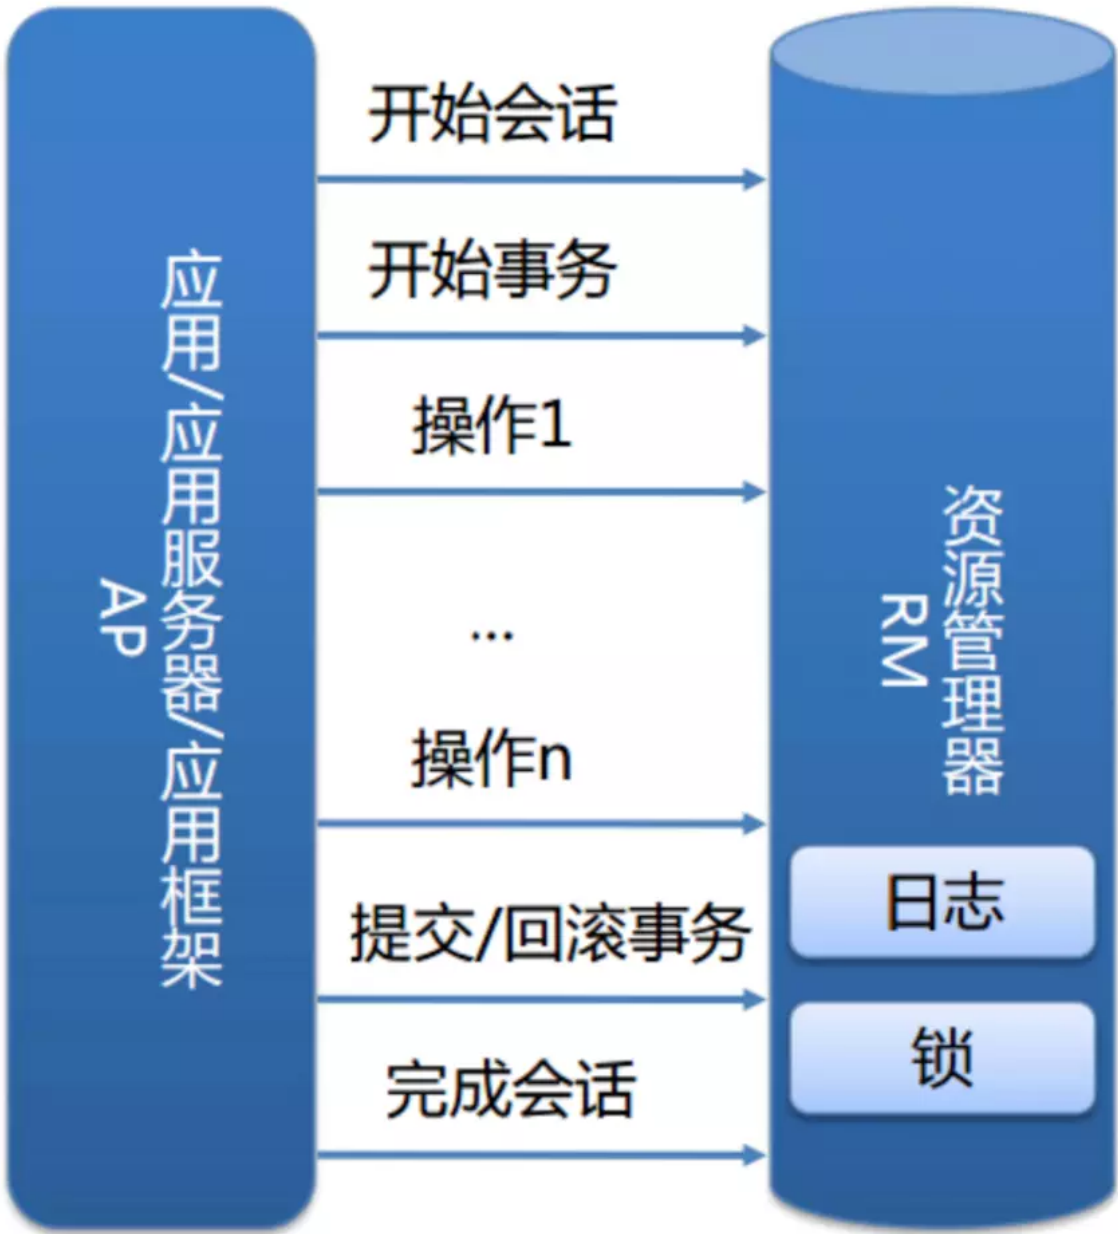 应用/应用服务器/应用框架
AP
开始会话
开始事务
操作1
...
操作n
提交/回滚事务
完成会话
资源管理器
RM
日志
锁